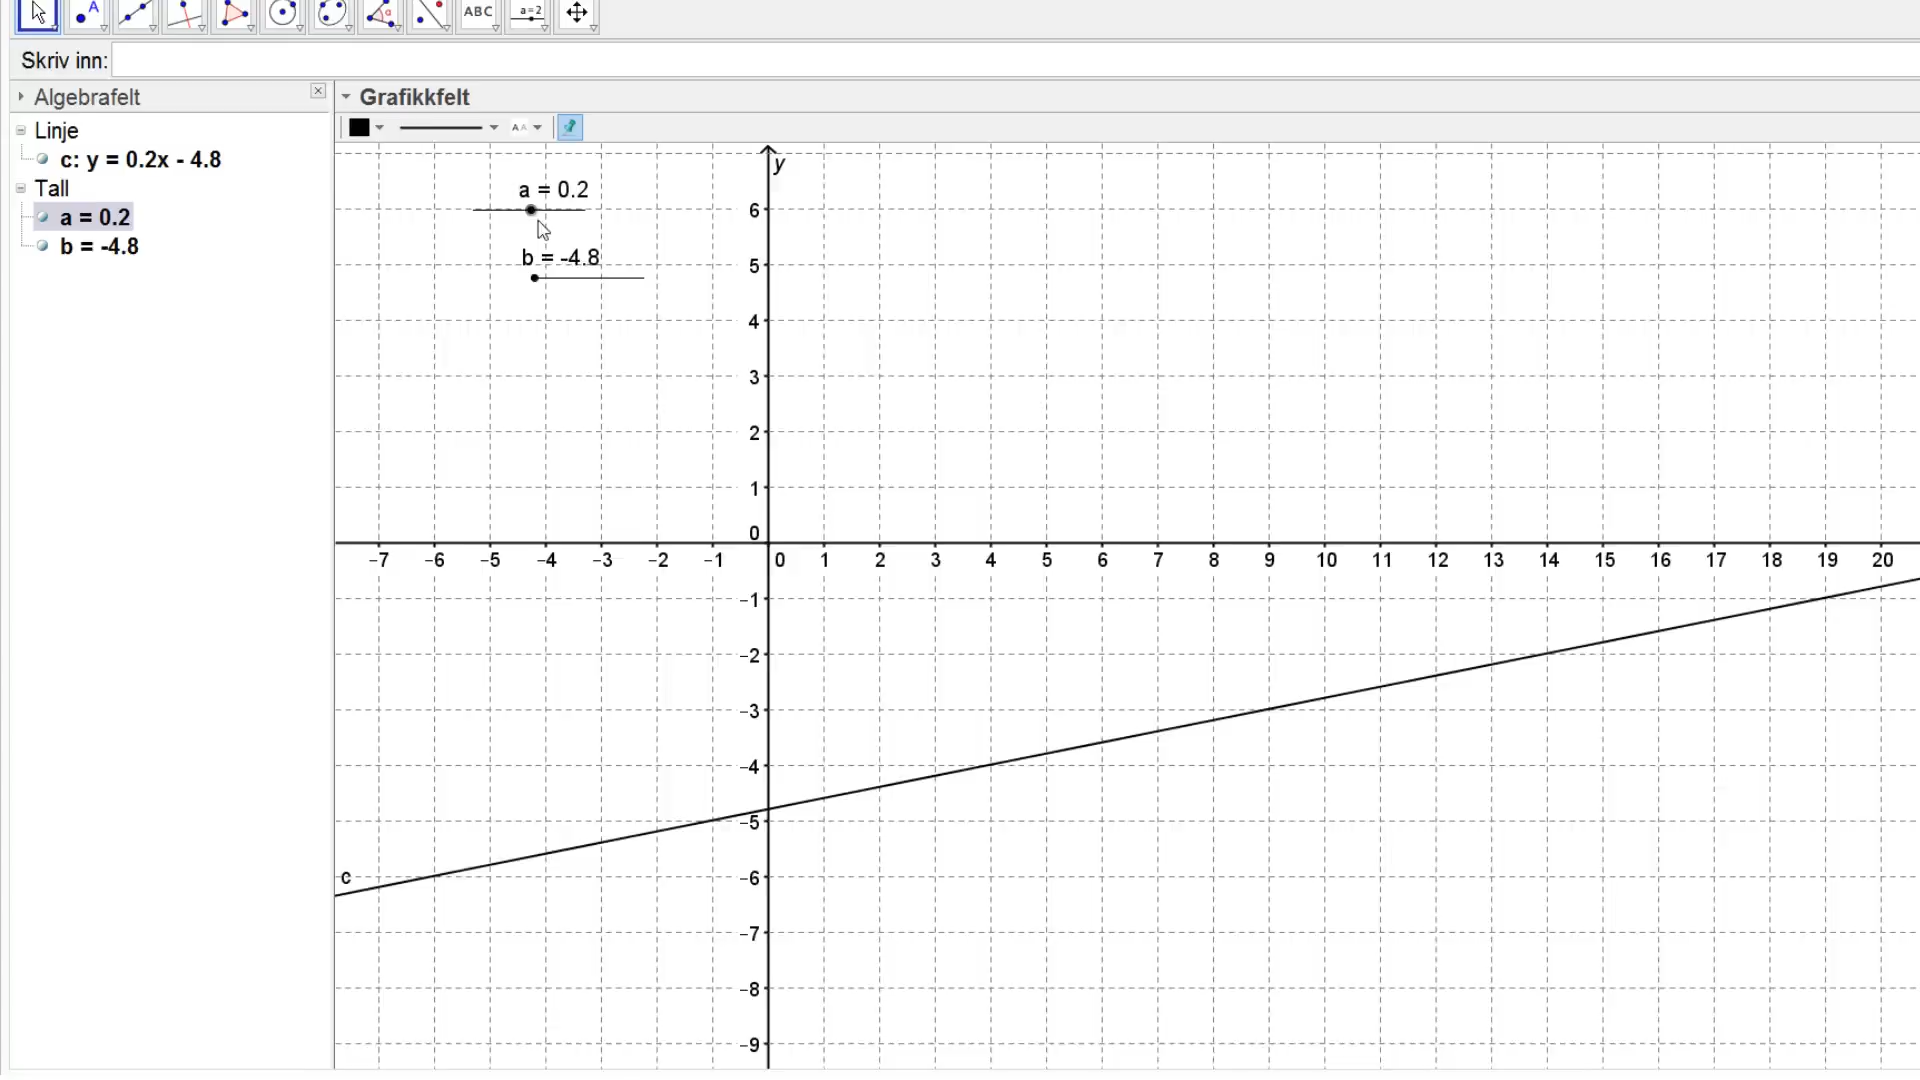 A
ABC
a=2
Skriv inn:
Algebrafelt
Grafikkfelt
Linje
c: y = 0.2x - 4.8
Tall
a = 0.2
b = -4.8
AA
y
a = 0.2
b = -4.8
6
5
4
3
2
1
0
-7 -6 -5 -4 -3 -2 -1 0 1 2 3 4 5 6 7 8 9 10 11 12 13 14 15 16 17 18 19 20
-1
-2
-3
-4
-5
c
-6
-7
-8
-9